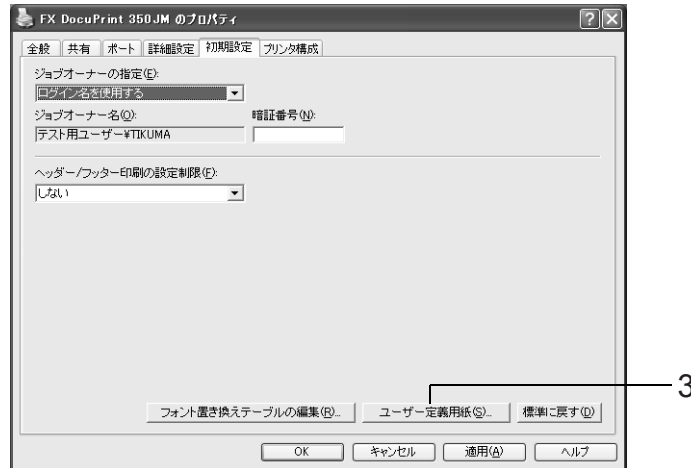 FX DocuPrint 350JM のプロパティ
全般 共有 ポート 詳細設定 初期設定 プリンタ構成
ジョブオーナーの指定(E):
ログイン名を使用する
ジョブオーナー名(O): 暗証番号(N):
テスト用ユーザー¥TIKUMA
ヘッダー/フッター印刷の設定制限(F):
しない
3
フォント置き換えテーブルの編集(R)... ユーザー定義用紙(S)... 標準に戻す(D)
OK キャンセル 適用(A) ヘルプ